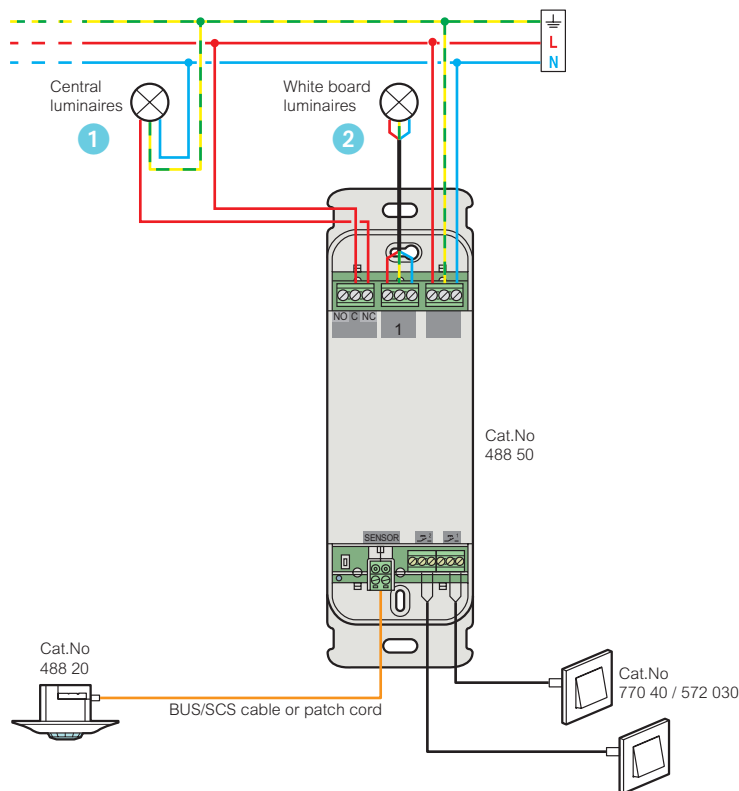 L
N
Central
luminaires
1
White board
luminaires
2
NO C NC
1
Cat.No
488 50
SENSOR
Cat.No
488 20
BUS/SCS cable or patch cord
Cat.No
770 40 / 572 030